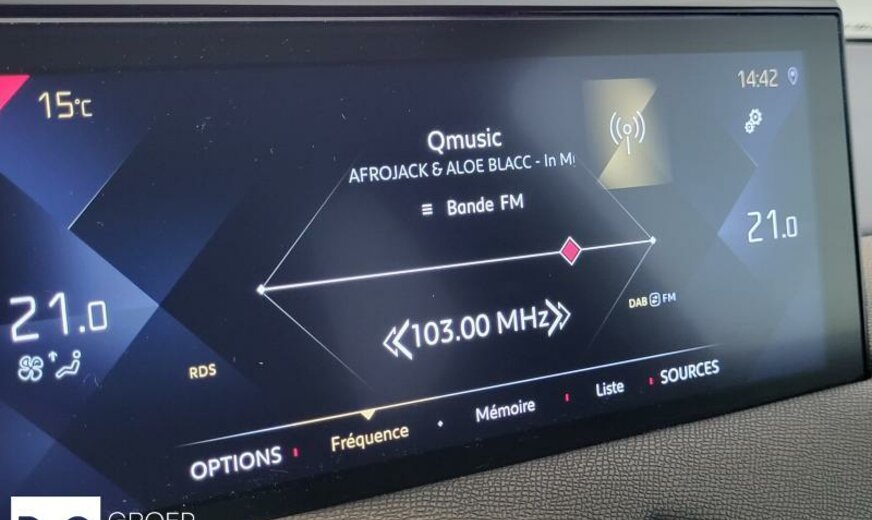 15°C
14:42
Qmusic
AFROJACK & ALOE BLACC - In M
Bande FM
21.0
21.0
DAB FM
103.00 MHz
RDS
OPTIONS Fréquence Mémoire Liste SOURCES
GROEP